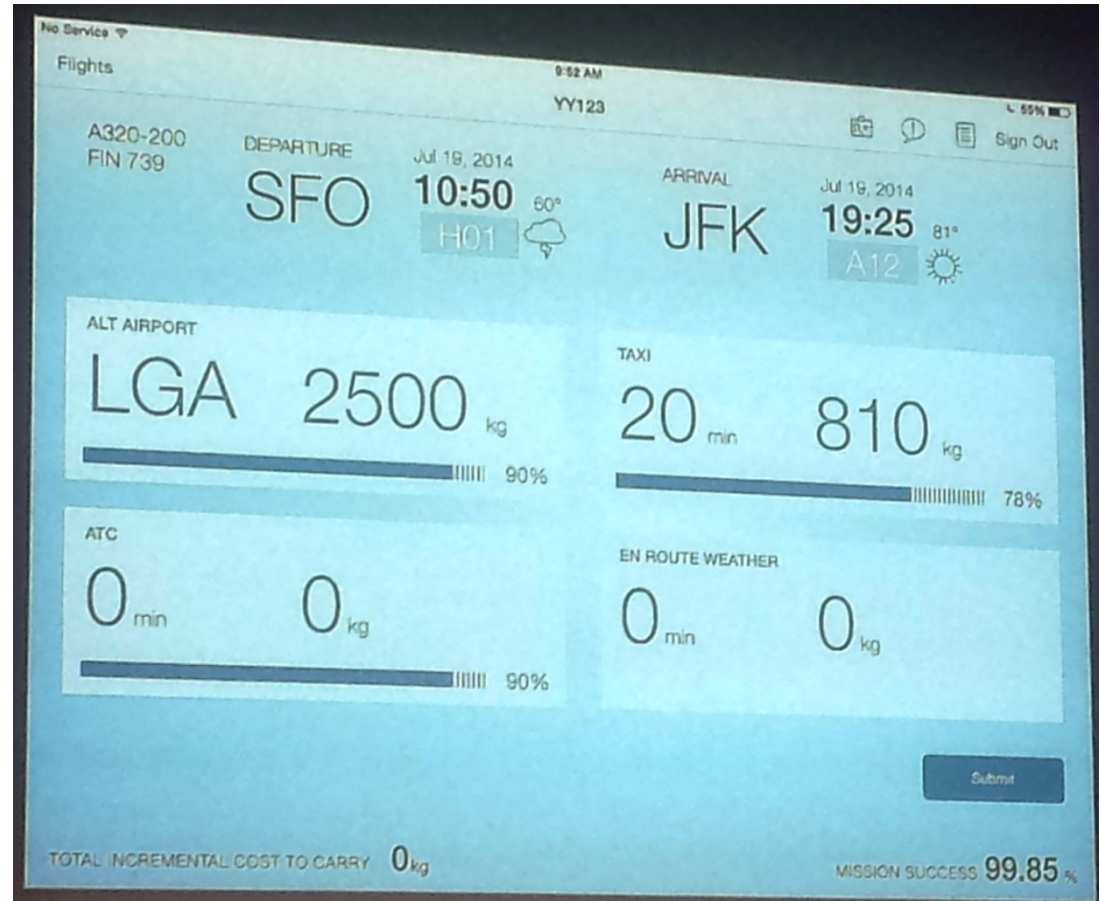 No Service
9:52 AM
55%
Flights
YY123
Sign Out
A320-200
FIN 739
DEPARTURE
SFO
Jul 19, 2014
10:50 60°
H01
ARRIVAL
JFK
Jul 19, 2014
19:25 81°
A12
ALT AIRPORT
LGA 2500 kg
90%
TAXI
20 min 810 kg
78%
ATC
0 min 0 kg
90%
EN ROUTE WEATHER
0 min 0 kg
Submit
TOTAL INCREMENTAL COST TO CARRY 0 kg
MISSION SUCCESS 99.85 %